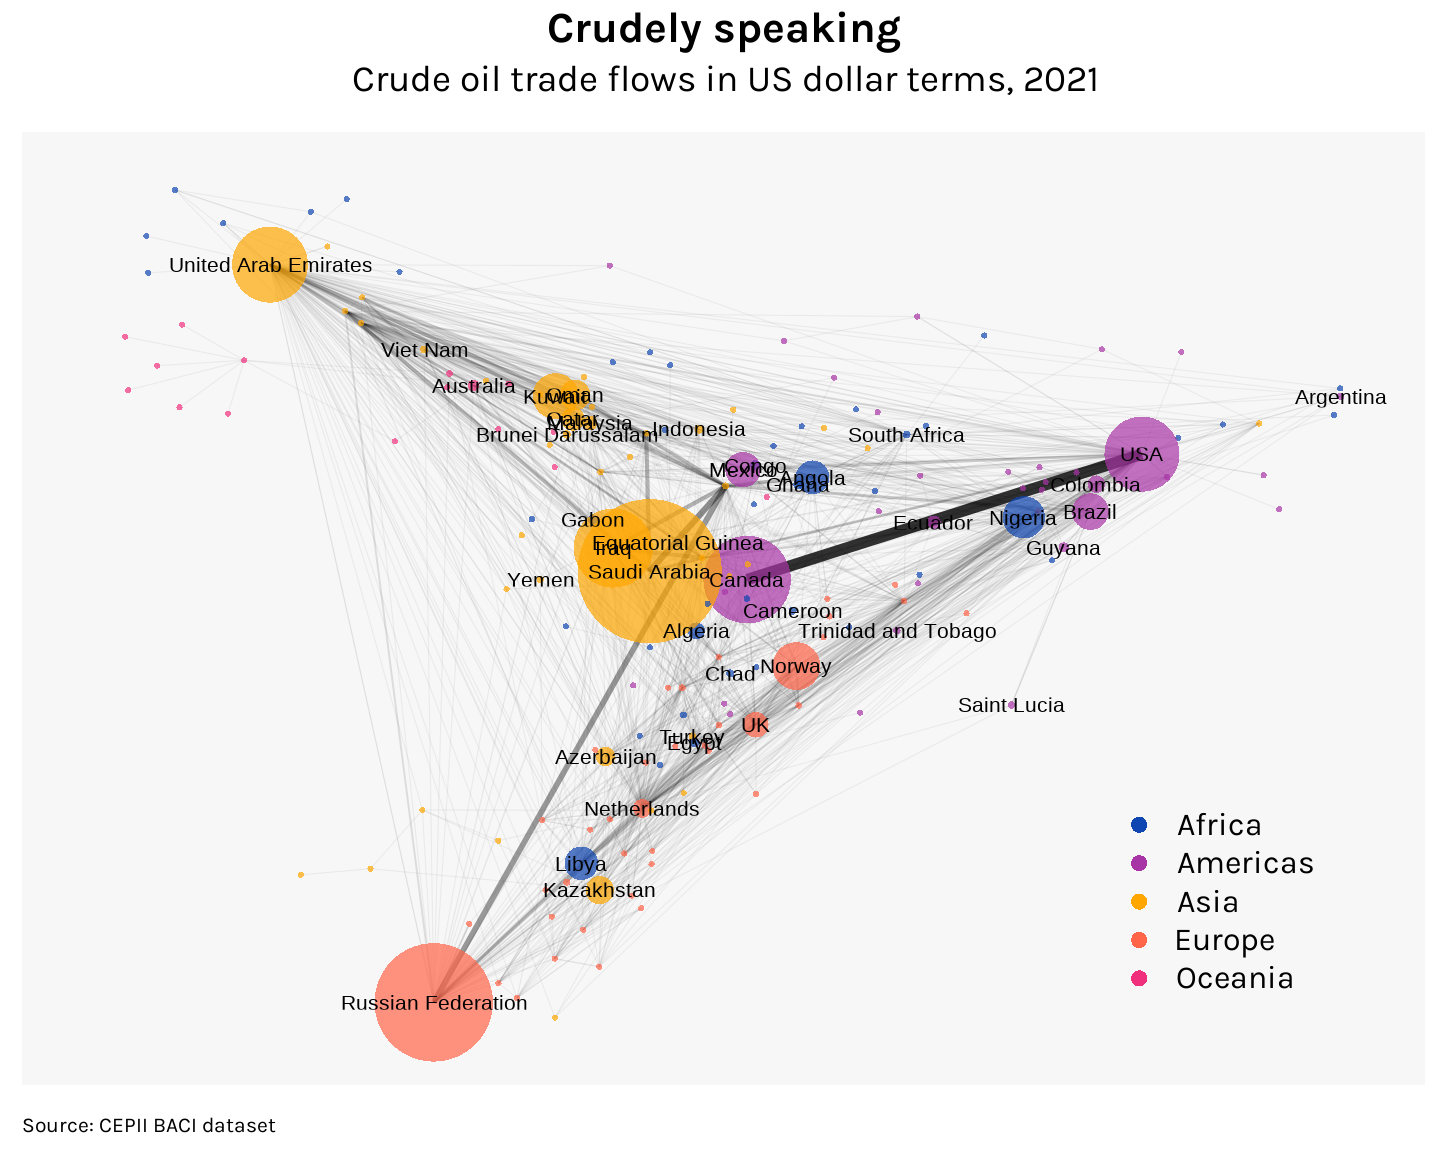 Crudely speaking
Crude oil trade flows in US dollar terms, 2021
United Arab Emirates
Viet Nam
Australia
Kuwait
Oman
Qatar
Malaysia
Brunei Darussalam
Indonesia
South Africa
Argentina
USA
Congo
Mexico
Angola
Ghana
Colombia
Brazil
Nigeria
Ecuador
Guyana
Gabon
Equatorial Guinea
Iraq
Saudi Arabia
Yemen
Canada
Cameroon
Algeria
Trinidad and Tobago
Chad
Norway
Saint Lucia
UK
Turkey
Egypt
Azerbaijan
Netherlands
Libya
Kazakhstan
Russian Federation
Africa
Americas
Asia
Europe
Oceania
Source: CEPII BACI dataset